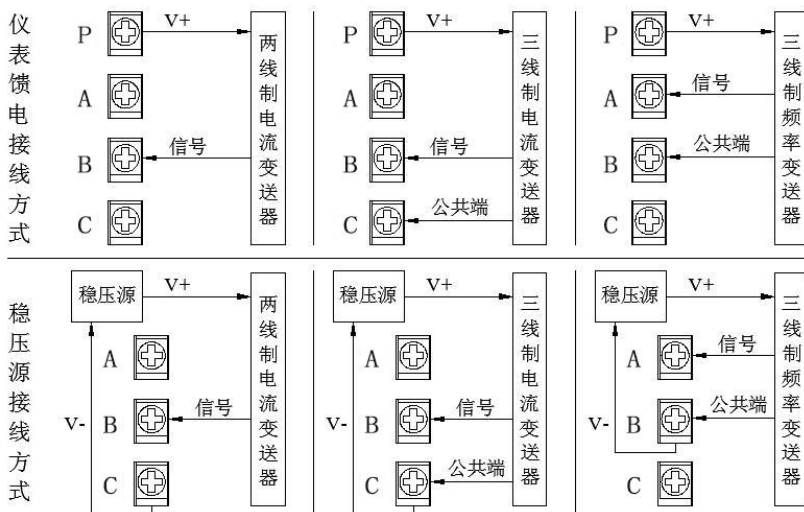 仪表馈电接线方式
P
V+
A
B
信号
C
两线制电流变送器
P
V+
A
B
信号
C
公共端
三线制电流变送器
P
V+
A
信号
B
公共端
C
三线制频率变送器
稳压源接线方式
稳压源
V+
A
V-
B
信号
C
两线制电流变送器
稳压源
V+
A
V-
B
信号
C
公共端
三线制电流变送器
稳压源
V+
A
信号
V-
B
公共端
C
三线制频率变送器